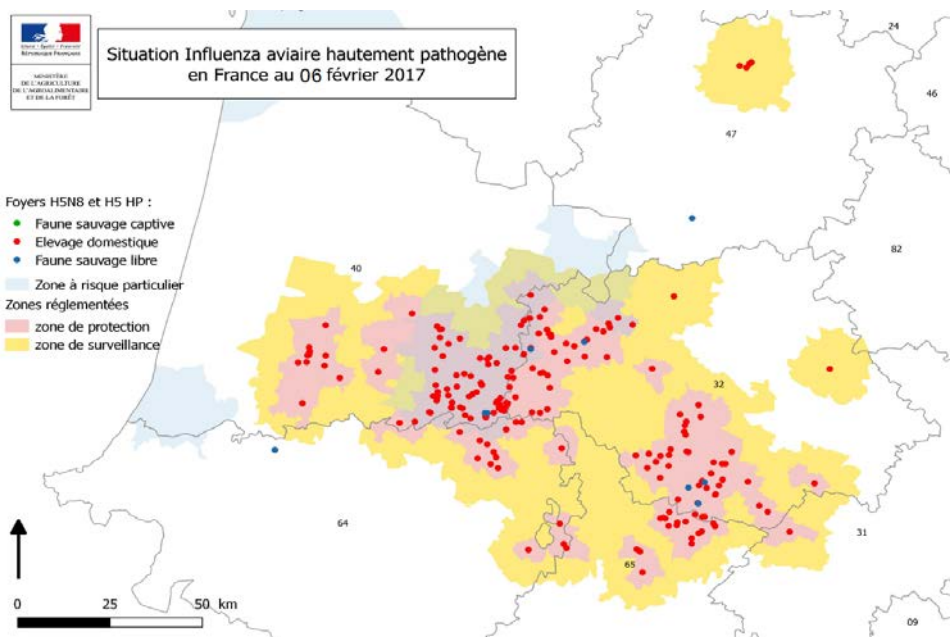 Liberté • Égalité • Fraternité
RÉPUBLIQUE FRANÇAISE
MINISTÈRE
DE L'AGRICULTURE
DE L'AGROALIMENTAIRE
ET DE LA FORÊT
Situation Influenza aviaire hautement pathogène
en France au 06 février 2017
24
46
47
82
Foyers H5N8 et H5 HP :
Faune sauvage captive
Elevage domestique
Faune sauvage libre
Zone à risque particulier
Zones réglementées
zone de protection
zone de surveillance
40
32
64
31
65
0 25 50 km
09